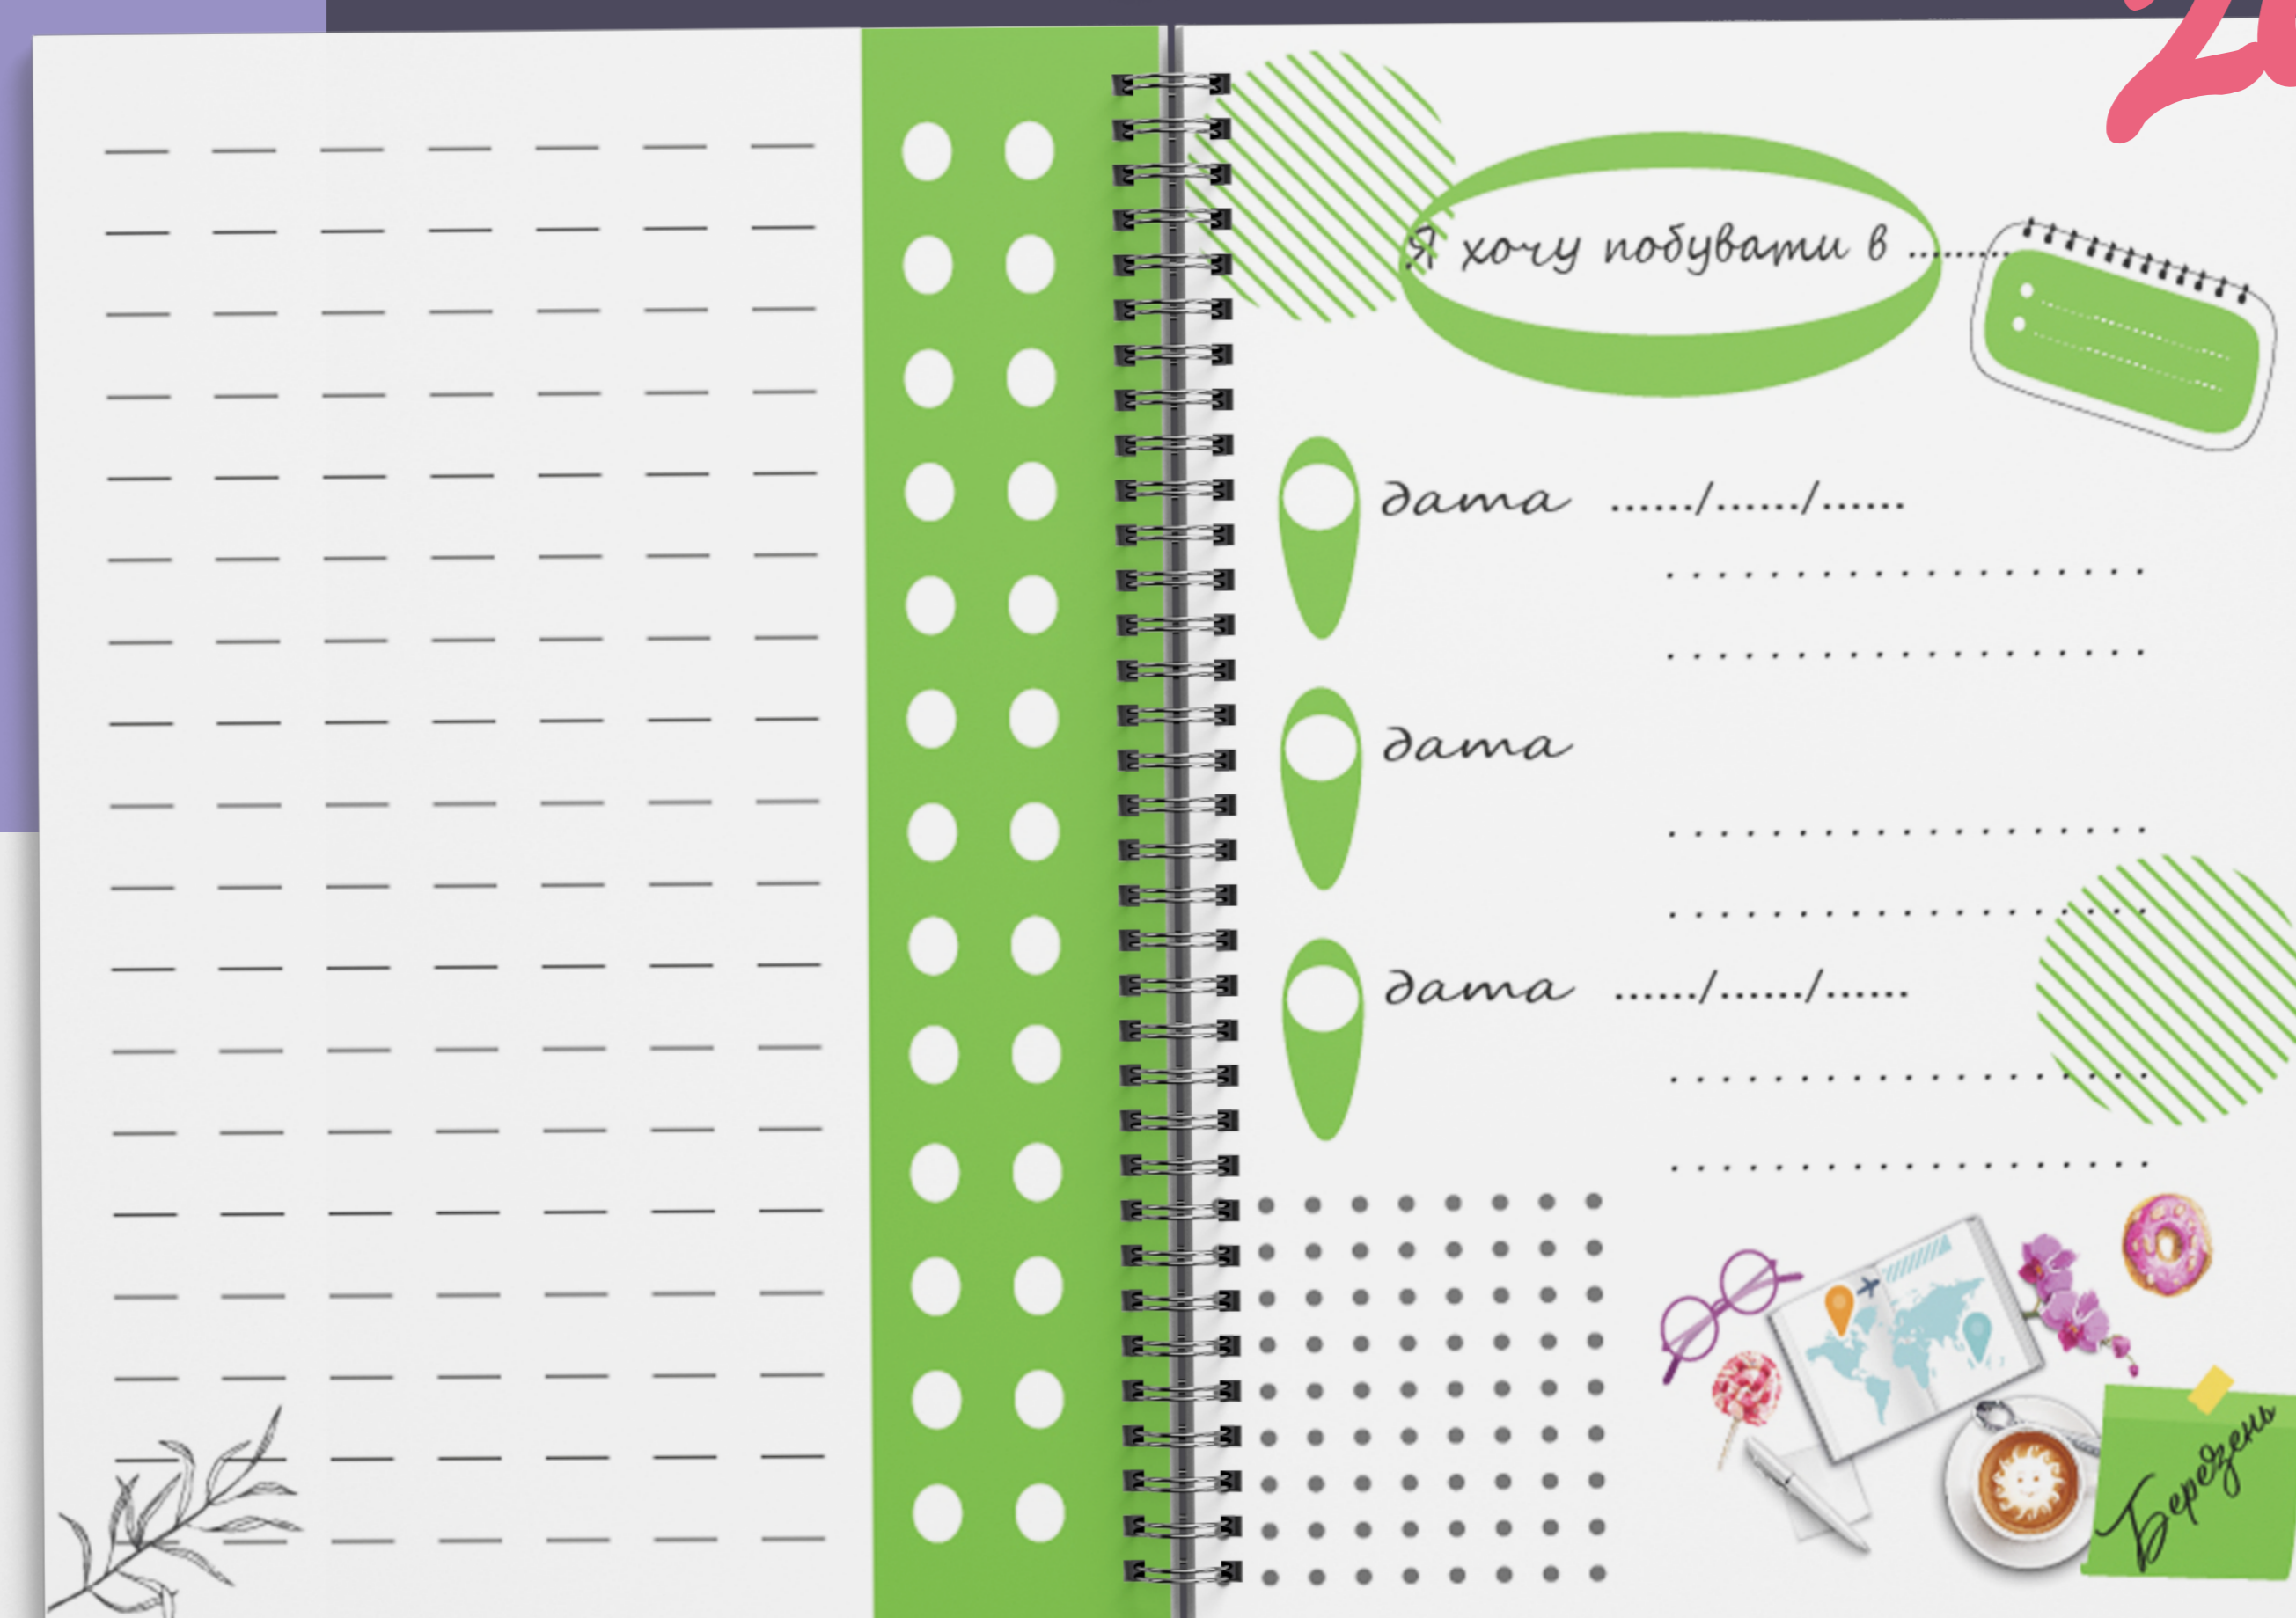 Я хочу побувати в .........
дата ....../....../......
дата
дата ....../....../......
Березень